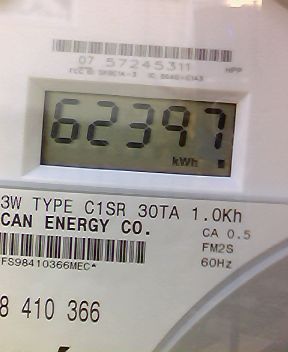 07 57245311
HPP
62397
kWh
3W TYPE C1SR 30TA 1.0Kh
CAN ENERGY CO.
CA 0.5
FM2S
60Hz
FS98410366MEC*
8 410 366